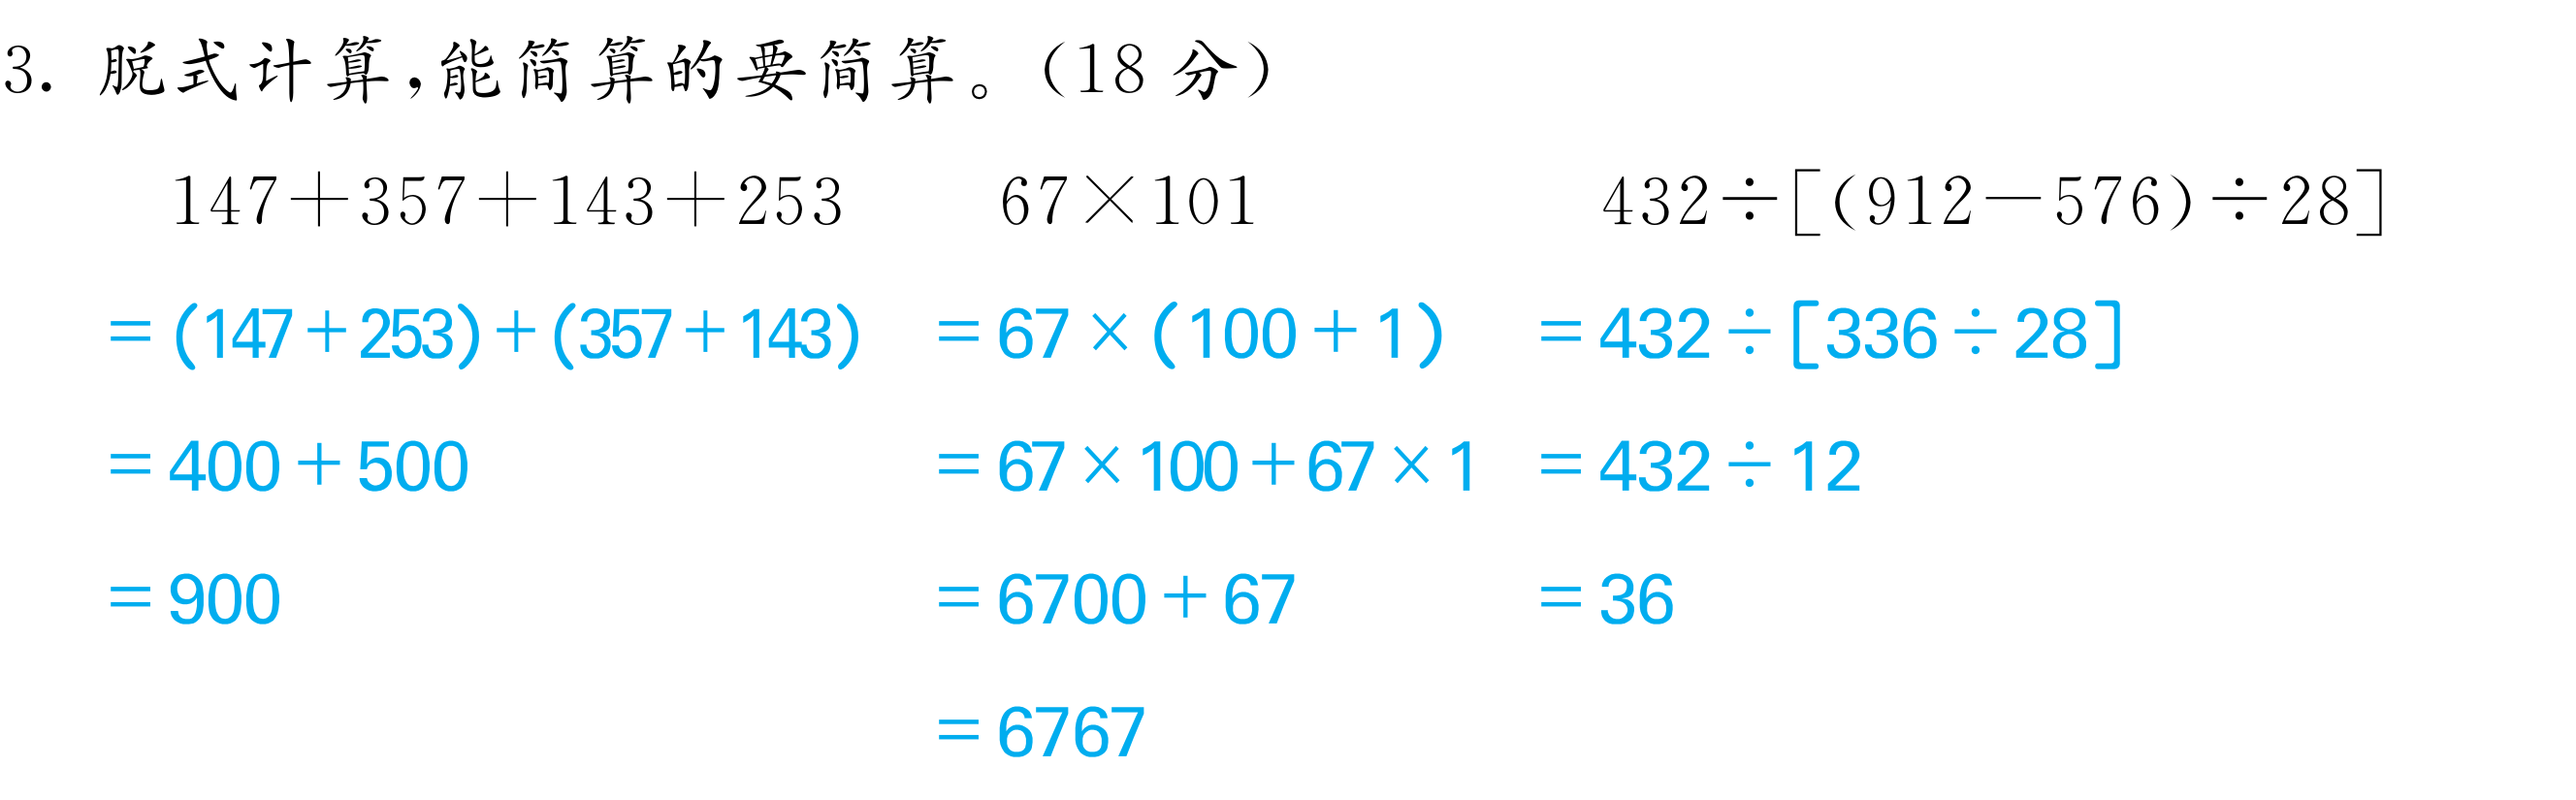 3. 脱式计算,能简算的要简算。(18 分)
147+357+143+253 67×101 432÷[(912-576)÷28]
=(147+253)+(357+143) =67×(100+1) =432÷[336÷28]
=400+500 =67×100+67×1 =432÷12
=900 =6700+67 =36
=6767